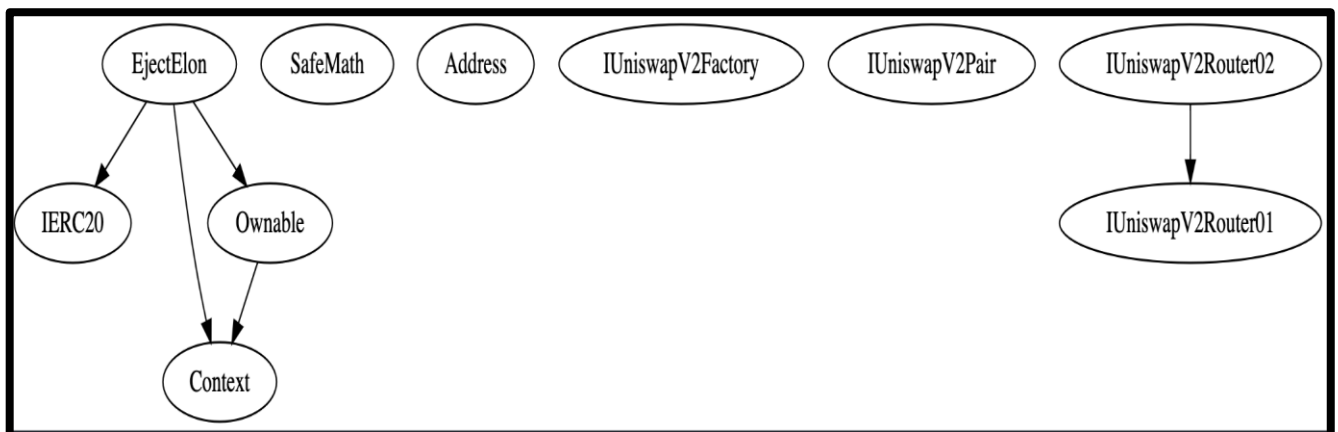 EjectElon
SafeMath
Address
IUniswapV2Factory
IUniswapV2Pair
IUniswapV2Router02
IERC20
Ownable
IUniswapV2Router01
Context